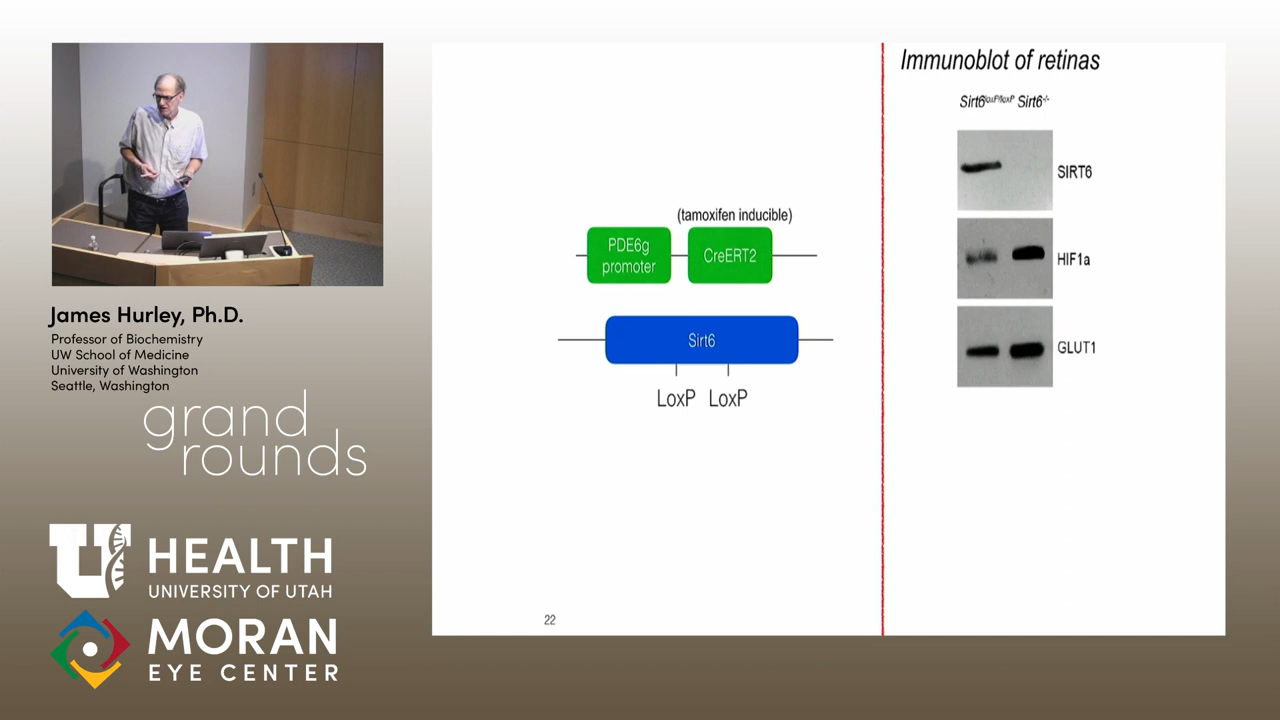 James Hurley, Ph.D.
Professor of Biochemistry
UW School of Medicine
University of Washington
Seattle, Washington
grand
rounds
U HEALTH
UNIVERSITY OF UTAH
MORAN
EYE CENTER
(tamoxifen inducible)
PDE6g
promoter
CreERT2
Sirt6
LoxP LoxP
22
Immunoblot of retinas
Sirt6loxP/loxP Sirt6-/-
SIRT6
HIF1a
GLUT1